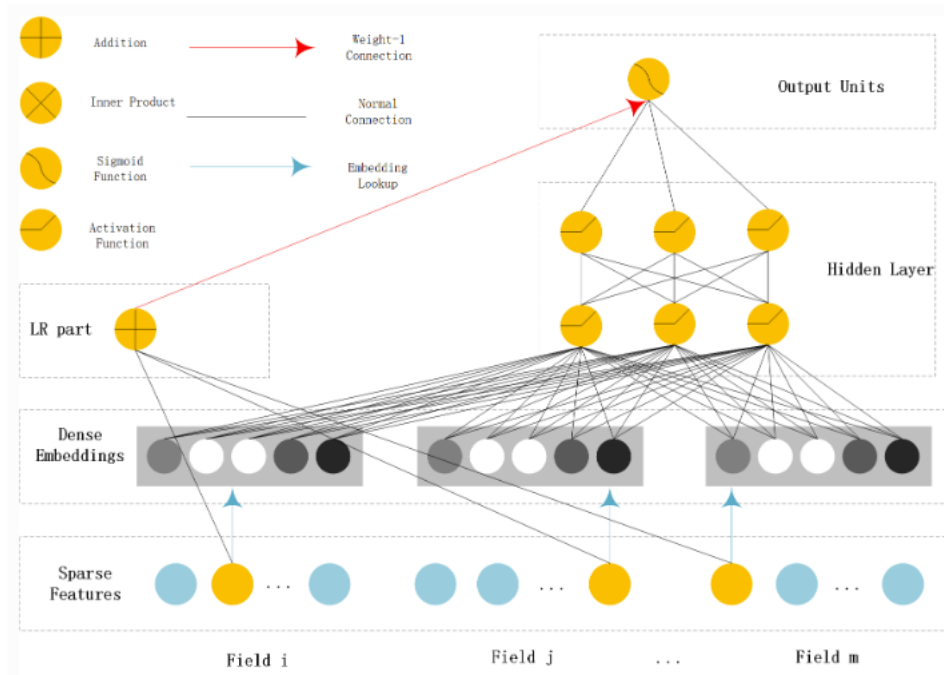 Addition
Weight-1
Connection
Output Units
Inner Product
Normal
Connection
Sigmoid
Function
Embedding
Lookup
Activation
Function
Hidden Layer
LR part
Dense
Embeddings
Sparse
Features
...
...
...
Field i
Field j
...
Field m